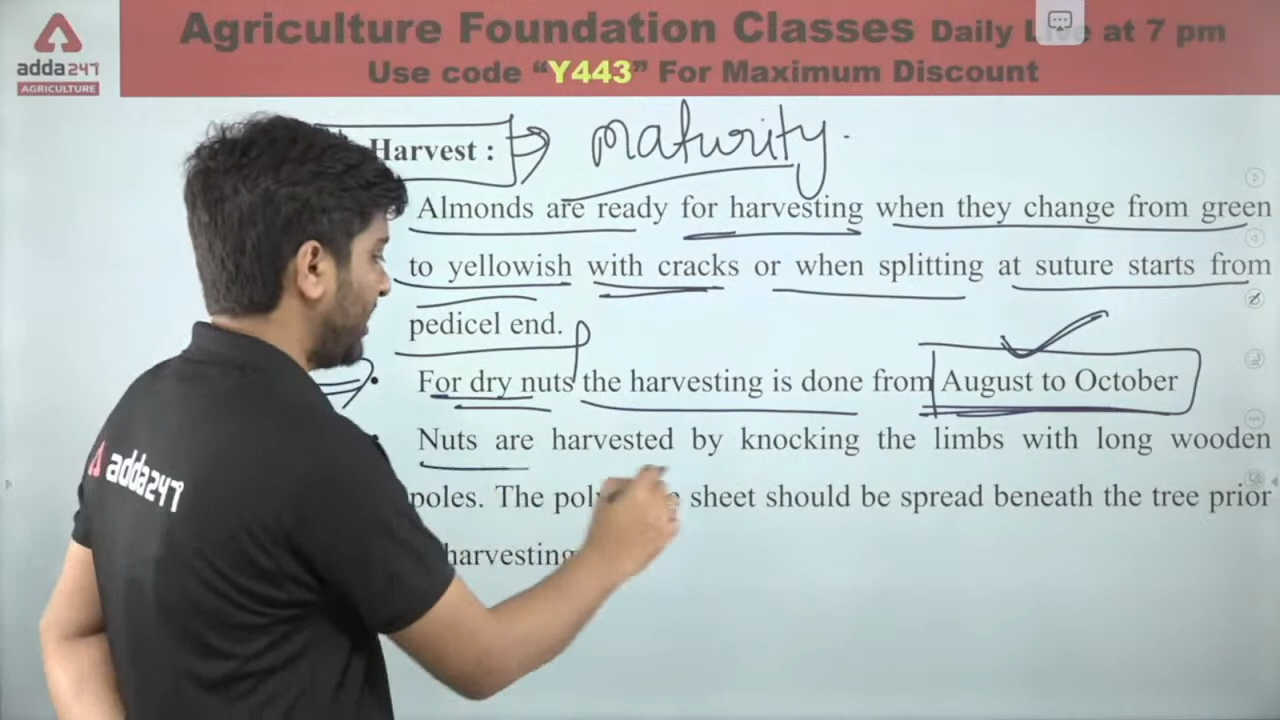 Agriculture Foundation Classes Daily at 7 pm
adda247
AGRICULTURE
Use code “Y443” For Maximum Discount
Harvest : maturity.
Almonds are ready for harvesting when they change from green
to yellowish with cracks or when splitting at suture starts from
pedicel end.
• For dry nuts the harvesting is done from August to October
Nuts are harvested by knocking the limbs with long wooden
poles. The sheet should be spread beneath the tree prior
harvesting
adda247